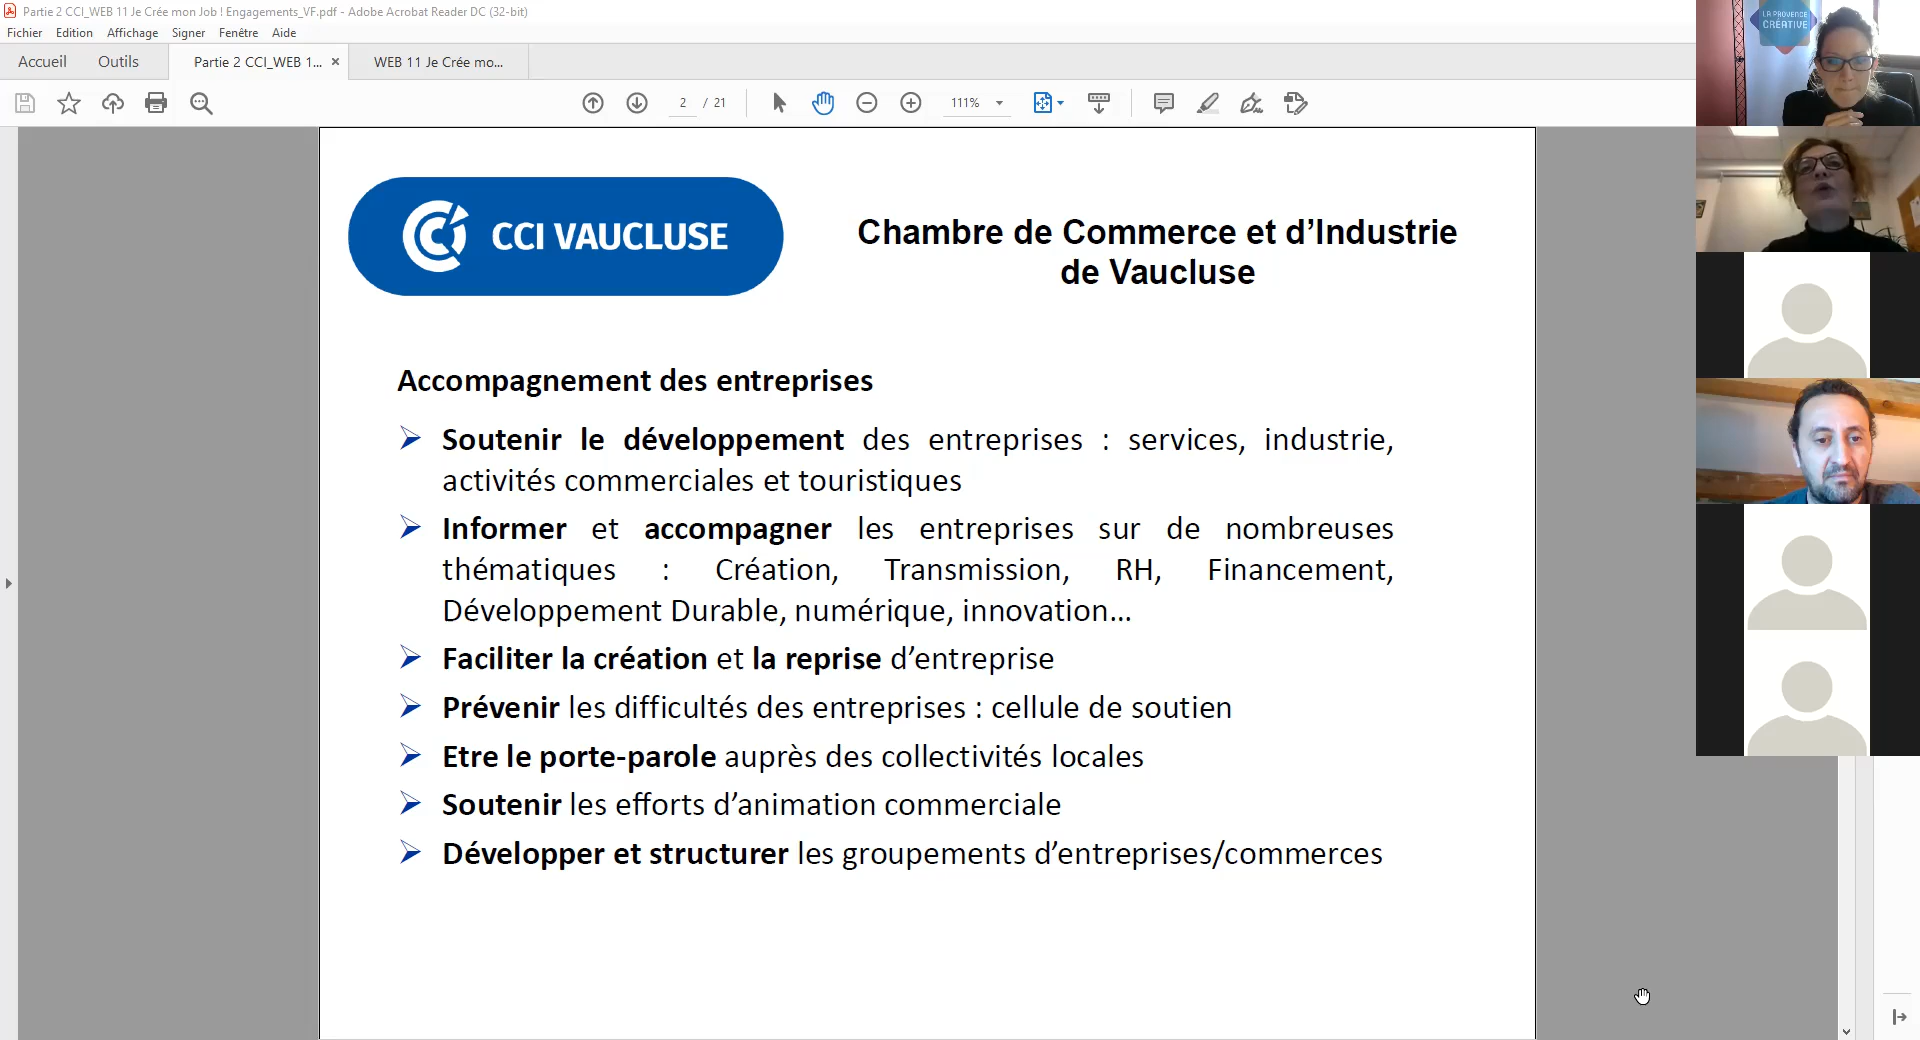 Partie 2 CCI_WEB 11 Je Crée mon Job ! Engagements_VF.pdf - Adobe Acrobat Reader DC (32-bit)
Fichier Edition Affichage Signer Fenêtre Aide
Accueil Outils Partie 2 CCI_WEB 1... × WEB 11 Je Crée mo...
2 / 21 111%
LA PROVENCE
CRÉATIVE
CCI VAUCLUSE
Chambre de Commerce et d’Industrie
de Vaucluse
Accompagnement des entreprises
Soutenir le développement des entreprises : services, industrie,
activités commerciales et touristiques
Informer et accompagner les entreprises sur de nombreuses
thématiques : Création, Transmission, RH, Financement,
Développement Durable, numérique, innovation…
Faciliter la création et la reprise d’entreprise
Prévenir les difficultés des entreprises : cellule de soutien
Etre le porte-parole auprès des collectivités locales
Soutenir les efforts d’animation commerciale
Développer et structurer les groupements d’entreprises/commerces